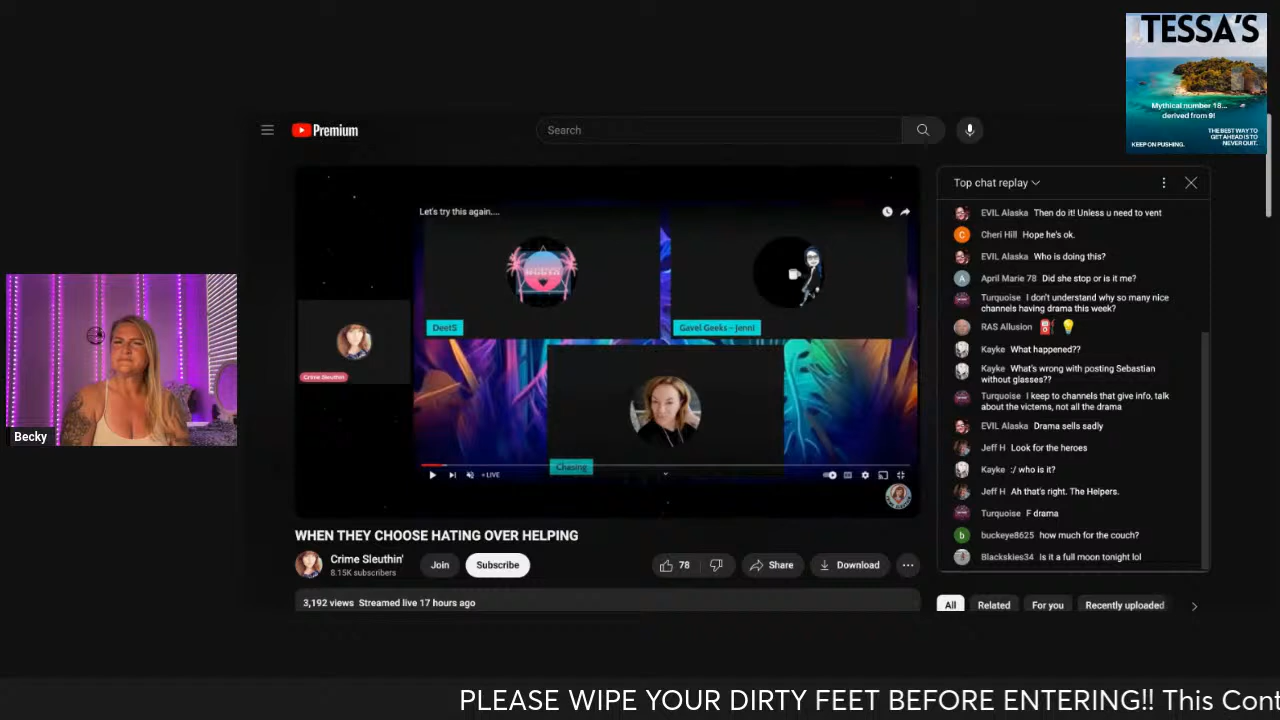 TESSA'S
Mythical number 18...
derived from 9!
THE BEST WAY TO
GET AHEAD IS TO
NEVER QUIT.
KEEP ON PUSHING.
Premium
Search
Let's try this again....
DeetS
Gavel Geeks - Jenni
Crime Sleuthin'
Chasing
• LIVE
Becky
Top chat replay
EVIL Alaska Then do it! Unless u need to vent
C
Cheri Hill Hope he's ok.
EVIL Alaska Who is doing this?
A
April Marie 78 Did she stop or is it me?
Turquoise I don't understand why so many nice
channels having drama this week?
RAS Allusion
Kayke What happened??
Kayke What's wrong with posting Sebastian
without glasses??
Turquoise I keep to channels that give info, talk
about the victims, not all the drama
EVIL Alaska Drama sells sadly
Jeff H Look for the heroes
Kayke :/ who is it?
Jeff H Ah that's right. The Helpers.
Turquoise F drama
b
buckeye8625 how much for the couch?
Blackskies34 Is it a full moon tonight lol
WHEN THEY CHOOSE HATING OVER HELPING
Crime Sleuthin'
8.15K subscribers
Join
Subscribe
78
Share
Download
3,192 views Streamed live 17 hours ago
All
Related
For you
Recently uploaded
PLEASE WIPE YOUR DIRTY FEET BEFORE ENTERING!! This Cont